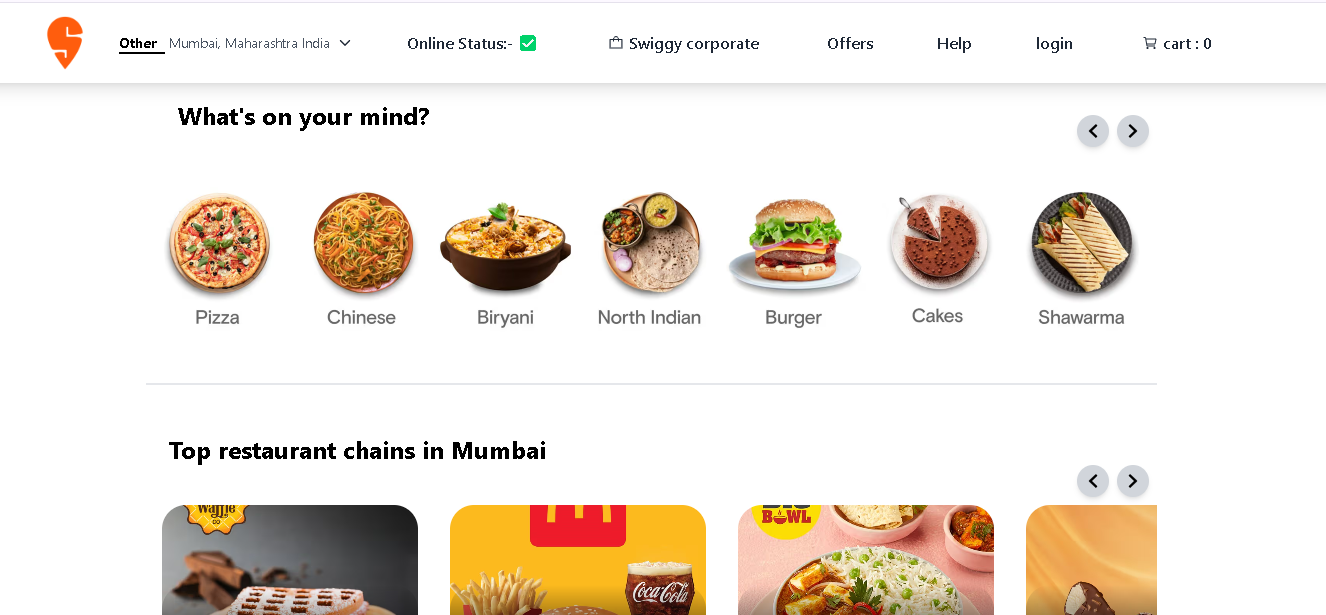 Other Mumbai, Maharashtra India Online Status:- ✅ Swiggy corporate Offers Help login cart : 0
What's on your mind?
Pizza Chinese Biryani North Indian Burger Cakes Shawarma
Top restaurant chains in Mumbai
Waffle
CO
BOWL
Coca-Cola